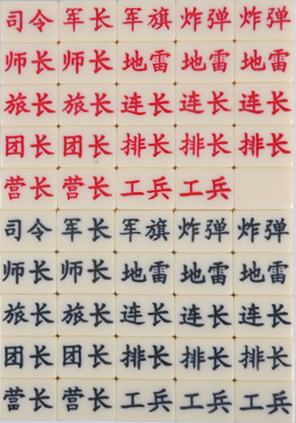 司令 军长 军旗 炸弹 炸弹
师长 师长 地雷 地雷 地雷
旅长 旅长 连长 连长 连长
团长 团长 排长 排长 排长
营长 营长 工兵 工兵
司令 军长 军旗 炸弹 炸弹
师长 师长 地雷 地雷 地雷
旅长 旅长 连长 连长 连长
团长 团长 排长 排长 排长
营长 营长 工兵 工兵 工兵